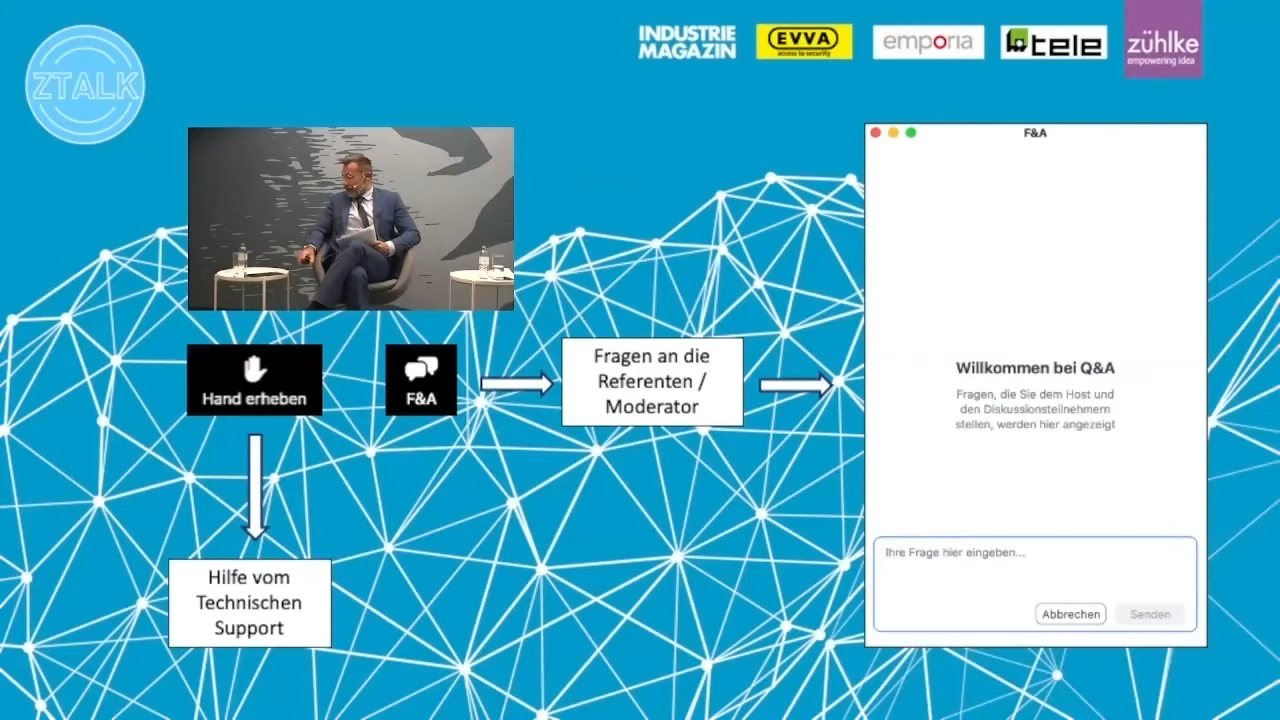 ZTALK
INDUSTRIE
MAGAZIN
EVVA
access to security
emporia
tele
zühlke
empowering idea
F&A
Hand erheben
F&A
Fragen an die
Referenten /
Moderator
Willkommen bei Q&A
Fragen, die Sie dem Host und
den Diskussionsteilnehmern
stellen, werden hier angezeigt
Hilfe vom
Technischen
Support
Ihre Frage hier eingeben...
Abbrechen
Senden